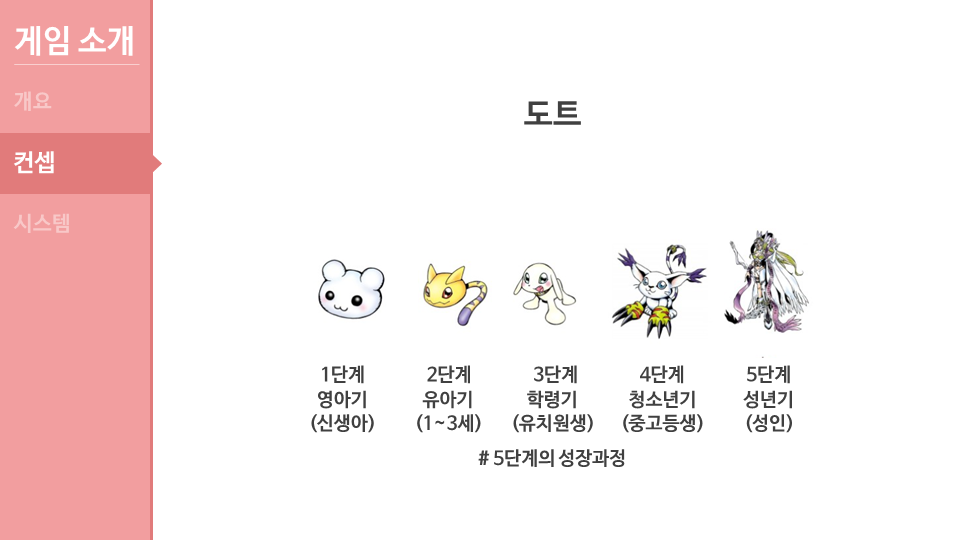 게임 소개
개요
컨셉
시스템
도트
1단계
영아기
(신생아)
2단계
유아기
(1~3세)
3단계
학령기
(유치원생)
4단계
청소년기
(중고등생)
5단계
성년기
(성인)
# 5단계의 성장과정